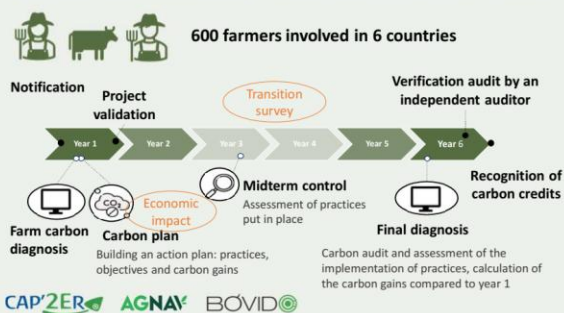 600 farmers involved in 6 countries
Notification
Project
validation
Transition
survey
Verification audit by an
independent auditor
Year 1
Year 2
Year 3
Year 4
Year 5
Year 6
Recognition of
carbon credits
Farm carbon
diagnosis
CO₂
Carbon plan
Building an action plan: practices,
objectives and carbon gains
Economic
impact
Midterm control
Assessment of practices
put in place
Final diagnosis
Carbon audit and assessment of the
implementation of practices, calculation of
the carbon gains compared to year 1
CAP'2ER
AGNAV
BOVIDO